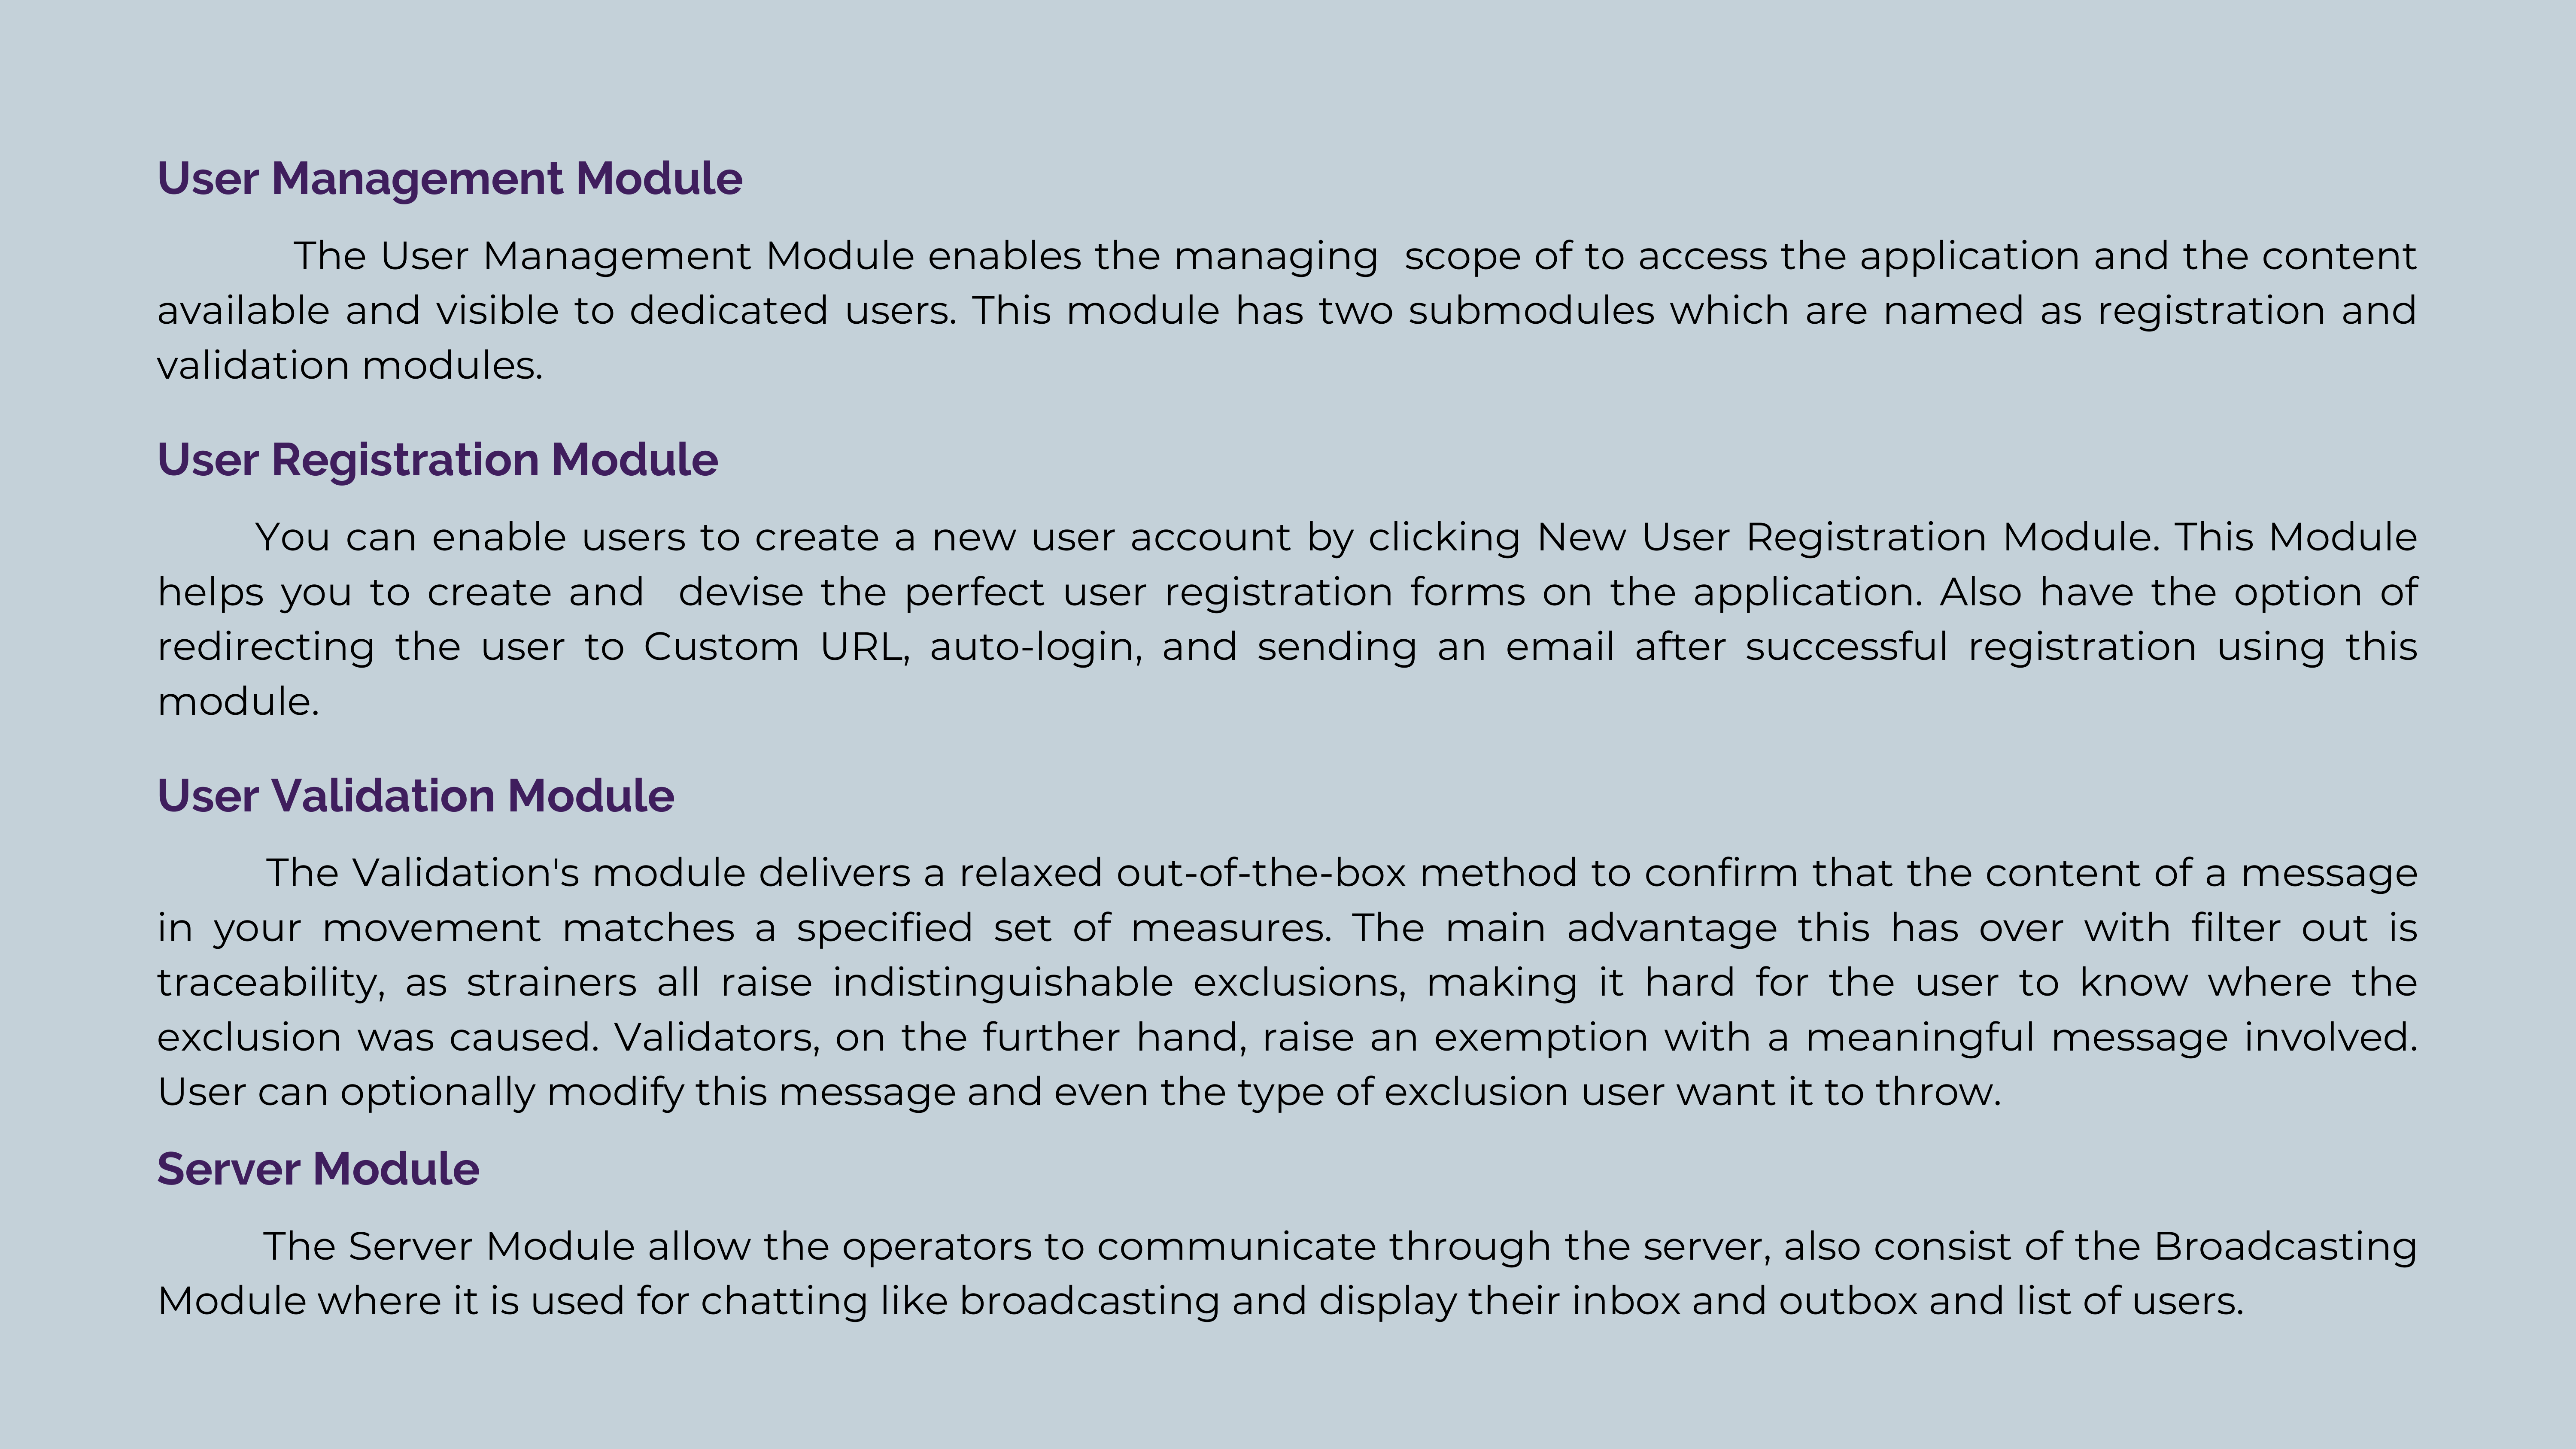 User Management Module
The User Management Module enables the managing  scope of to access the application and the content
available and visible to dedicated users. This module has two submodules which are named as registration and
validation modules.
User Registration Module
You can enable users to create a new user account by clicking New User Registration Module. This Module
helps you to create and  devise the perfect user registration forms on the application. Also have the option of
redirecting the user to Custom URL, auto-login, and sending an email after successful registration using this
module.
User Validation Module
The Validation's module delivers a relaxed out-of-the-box method to confirm that the content of a message
in your movement matches a specified set of measures. The main advantage this has over with filter out is
traceability, as strainers all raise indistinguishable exclusions, making it hard for the user to know where the
exclusion was caused. Validators, on the further hand, raise an exemption with a meaningful message involved.
User can optionally modify this message and even the type of exclusion user want it to throw.
Server Module
The Server Module allow the operators to communicate through the server, also consist of the Broadcasting
Module where it is used for chatting like broadcasting and display their inbox and outbox and list of users.